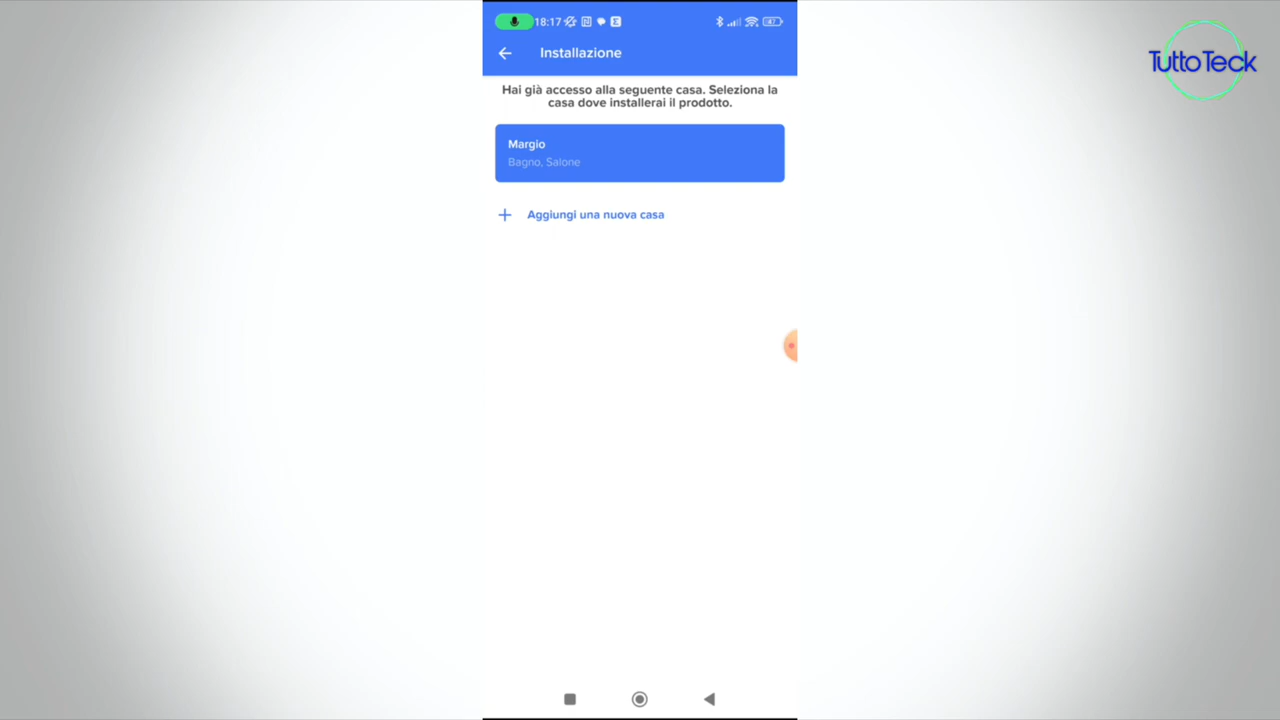 18:17
Installazione
Hai già accesso alla seguente casa. Seleziona la
casa dove installerai il prodotto.
Margio
Bagno, Salone
+ Aggiungi una nuova casa
TuttoTeck